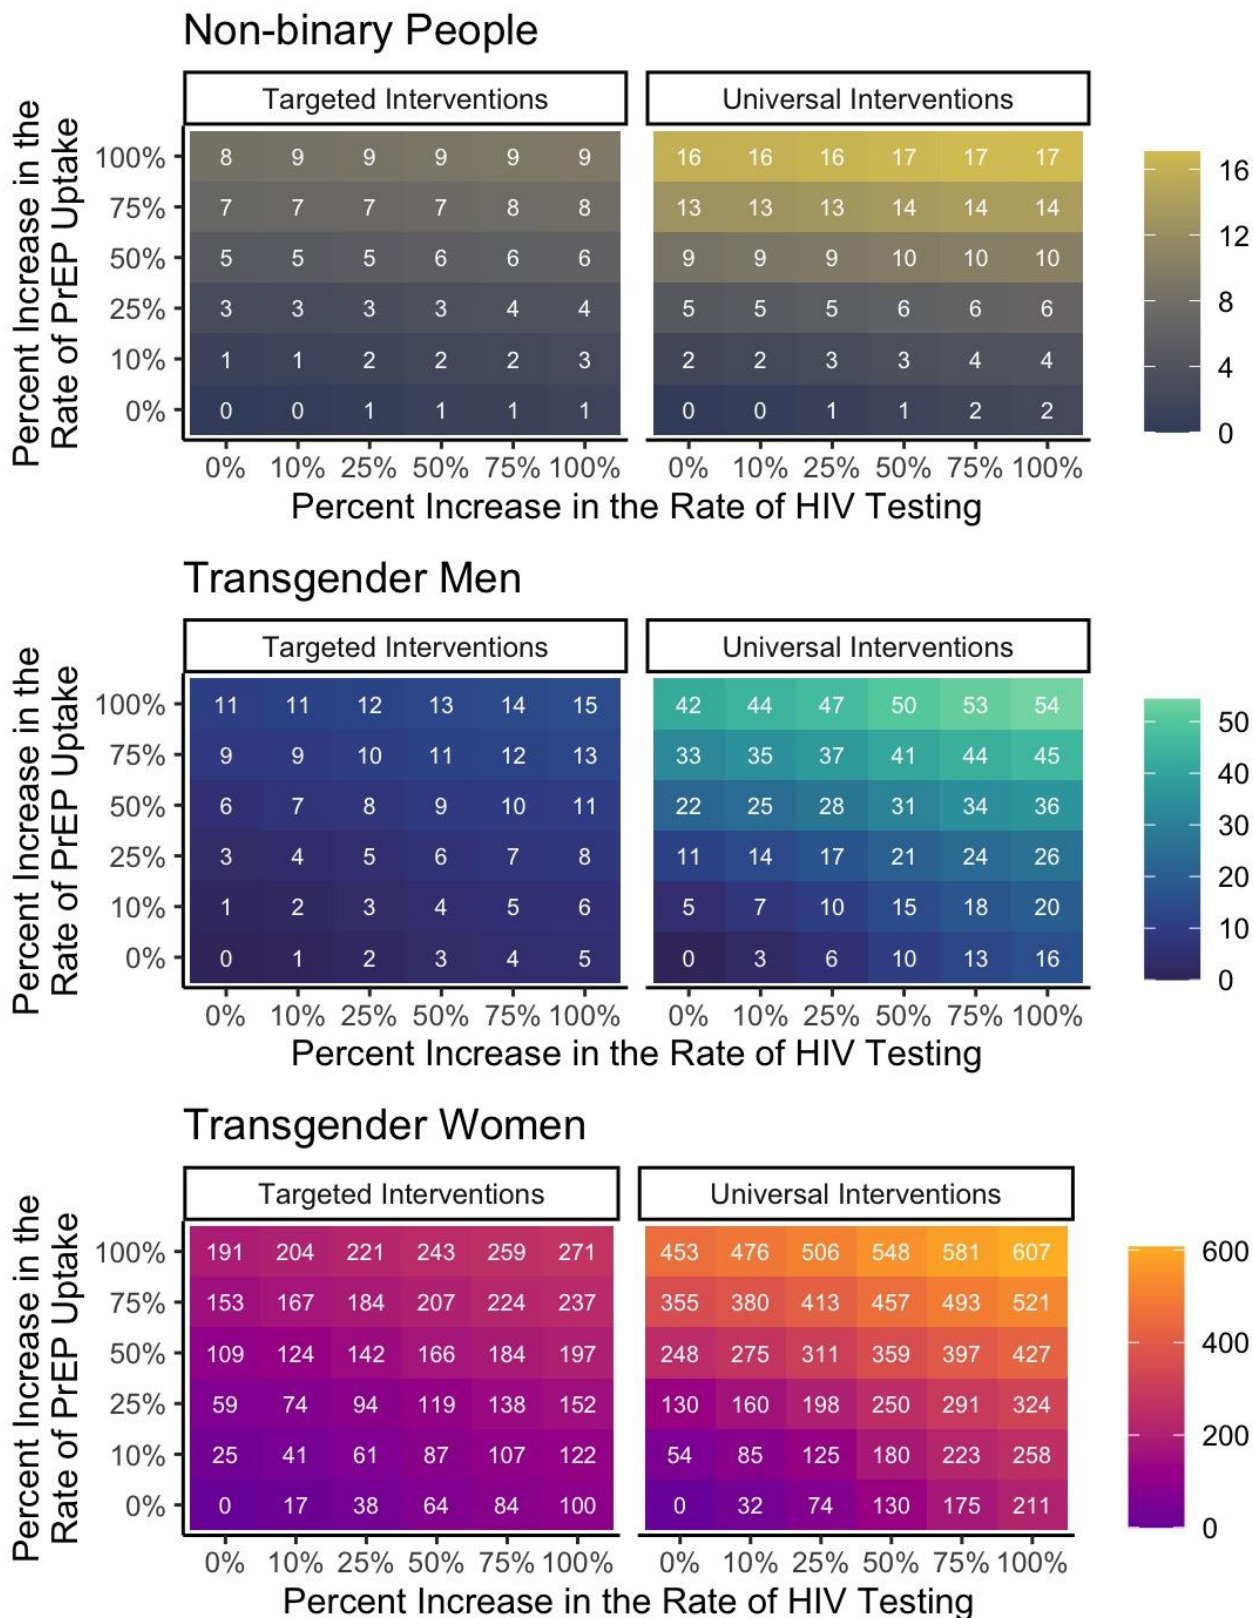 Non-binary People
Targeted Interventions Universal Interventions
Percent Increase in the
Rate of PrEP Uptake
100% 8 9 9 9 9 9 16 16 16 17 17 17
75% 7 7 7 7 8 8 13 13 13 14 14 14
50% 5 5 5 6 6 6 9 9 9 10 10 10
25% 3 3 3 3 4 4 5 5 5 6 6 6
10% 1 1 2 2 2 3 2 2 3 3 4 4
0% 0 0 1 1 1 1 0 0 1 1 2 2
0% 10% 25% 50% 75% 100% 0% 10% 25% 50% 75% 100%
Percent Increase in the Rate of HIV Testing
16
12
8
4
0
Transgender Men
Targeted Interventions Universal Interventions
Percent Increase in the
Rate of PrEP Uptake
100% 11 11 12 13 14 15 42 44 47 50 53 54
75% 9 9 10 11 12 13 33 35 37 41 44 45
50% 6 7 8 9 10 11 22 25 28 31 34 36
25% 3 4 5 6 7 8 11 14 17 21 24 26
10% 1 2 3 4 5 6 5 7 10 15 18 20
0% 0 1 2 3 4 5 0 3 6 10 13 16
0% 10% 25% 50% 75% 100% 0% 10% 25% 50% 75% 100%
Percent Increase in the Rate of HIV Testing
50
40
30
20
10
0
Transgender Women
Targeted Interventions Universal Interventions
Percent Increase in the
Rate of PrEP Uptake
100% 191 204 221 243 259 271 453 476 506 548 581 607
75% 153 167 184 207 224 237 355 380 413 457 493 521
50% 109 124 142 166 184 197 248 275 311 359 397 427
25% 59 74 94 119 138 152 130 160 198 250 291 324
10% 25 41 61 87 107 122 54 85 125 180 223 258
0% 0 17 38 64 84 100 0 32 74 130 175 211
0% 10% 25% 50% 75% 100% 0% 10% 25% 50% 75% 100%
Percent Increase in the Rate of HIV Testing
600
400
200
0